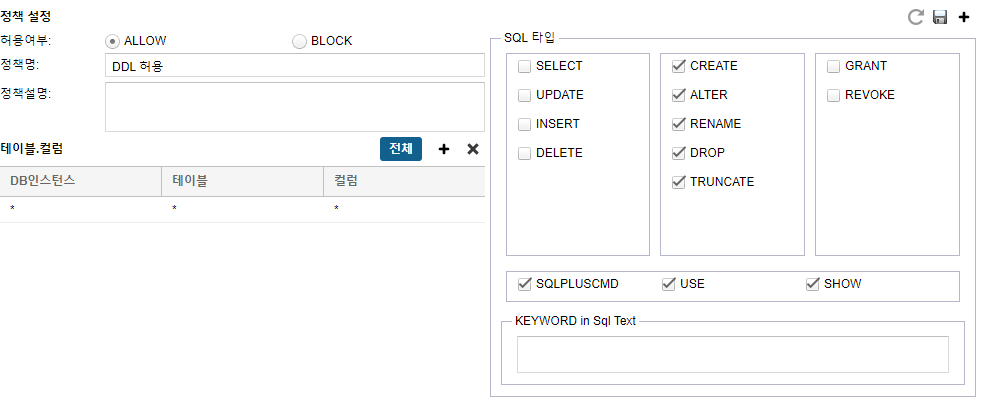 정책 설정
허용여부: ALLOW BLOCK
정책명: DDL 허용
정책설명:
테이블.컬럼 전체
DB인스턴스 테이블 컬럼
* * *
SQL 타입
SELECT CREATE GRANT
UPDATE ALTER REVOKE
INSERT RENAME
DELETE DROP
TRUNCATE
SQLPLUSCMD USE SHOW
KEYWORD in Sql Text